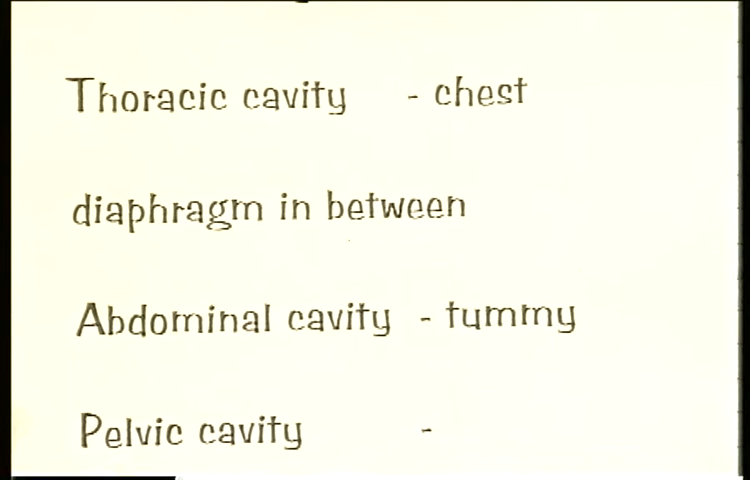 Thoracic cavity - chest
diaphragm in between
Abdominal cavity - tummy
Pelvic cavity -